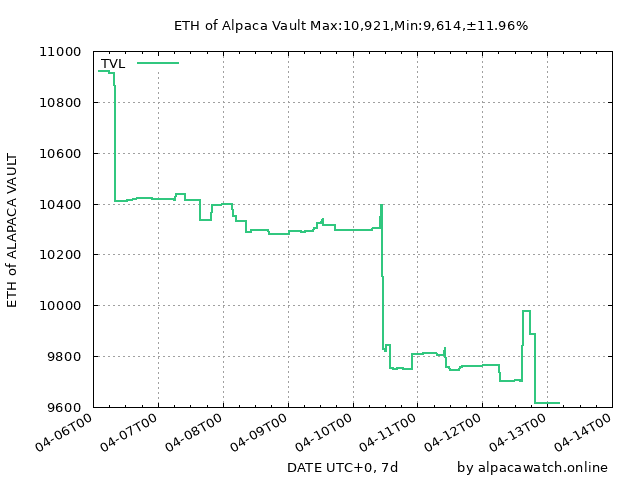 ETH of Alpaca Vault Max:10,921,Min:9,614,±11.96%
11000
TVL
10800
10600
10400
10200
10000
9800
9600
ETH of ALAPACA VAULT
04-06T00
04-07T00
04-08T00
04-09T00
04-10T00
04-11T00
04-12T00
04-13T00
04-14T00
DATE UTC+0, 7d
by alpacawatch.online